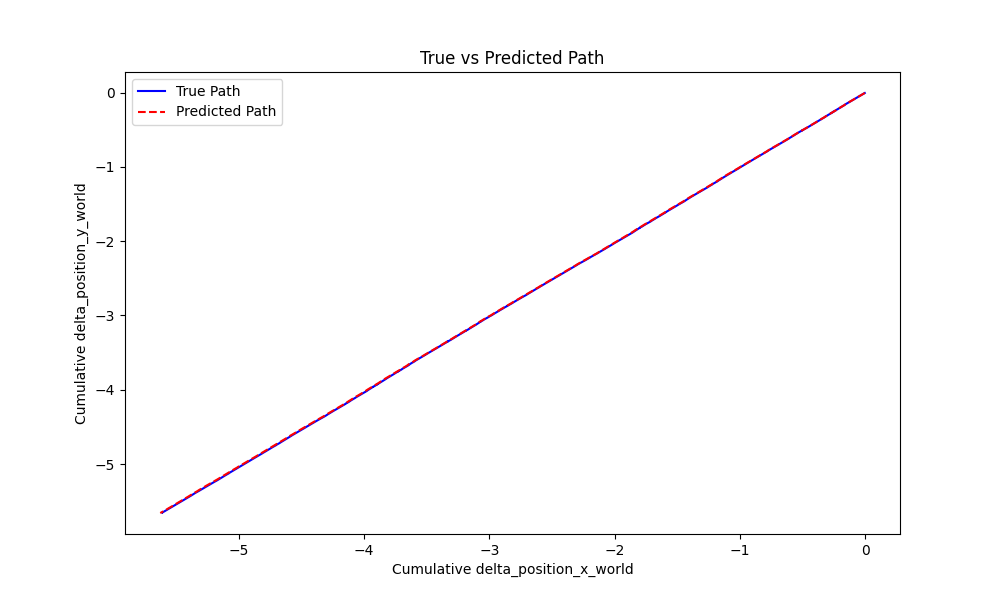 True vs Predicted Path
True Path
Predicted Path
0
−1
−2
−3
−4
−5
Cumulative delta_position_y_world
−5
−4
−3
−2
−1
0
Cumulative delta_position_x_world